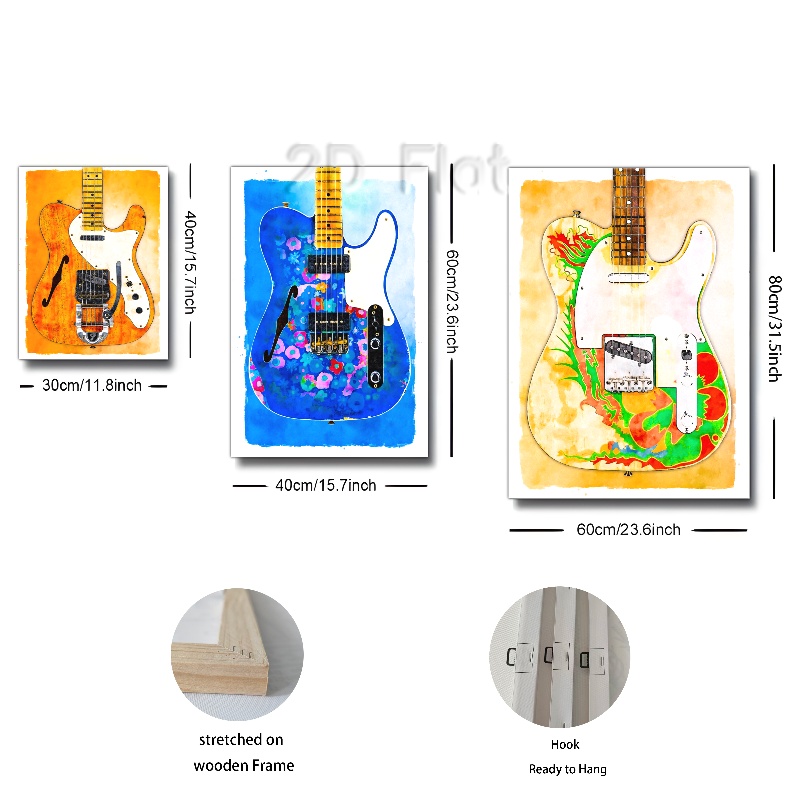 2D Flat
40cm/15.7inch
30cm/11.8inch
60cm/23.6inch
40cm/15.7inch
80cm/31.5inch
60cm/23.6inch
stretched on
wooden Frame
Hook
Ready to Hang